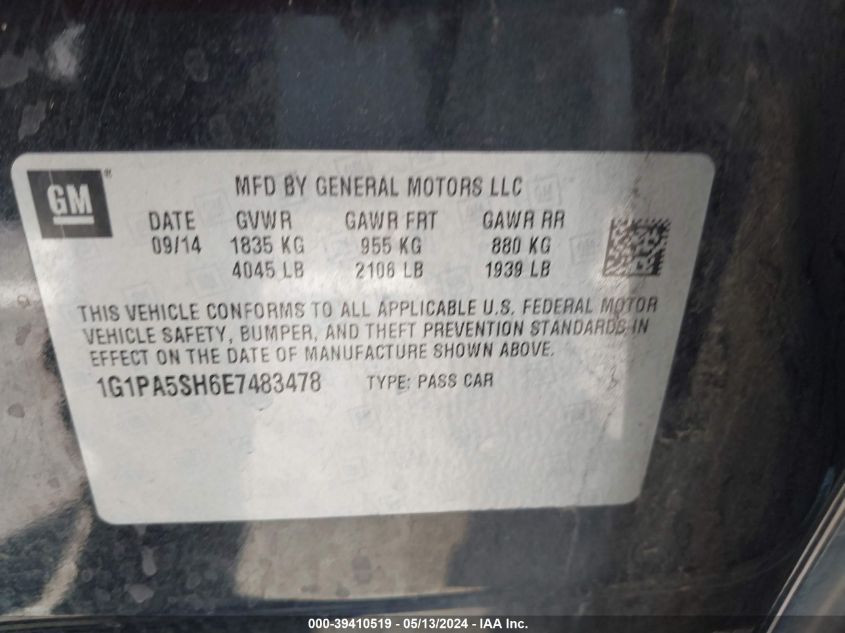 GM®
MFD BY GENERAL MOTORS LLC
DATE GVWR GAWR FRT GAWR RR
09/14 1835 KG 955 KG 880 KG
4045 LB 2106 LB 1939 LB
THIS VEHICLE CONFORMS TO ALL APPLICABLE U.S. FEDERAL MOTOR
VEHICLE SAFETY, BUMPER, AND THEFT PREVENTION STANDARDS IN
EFFECT ON THE DATE OF MANUFACTURE SHOWN ABOVE.
1G1PA5SH6E7483478 TYPE: PASS CAR
000-39410519 - 05/13/2024 - IAA Inc.